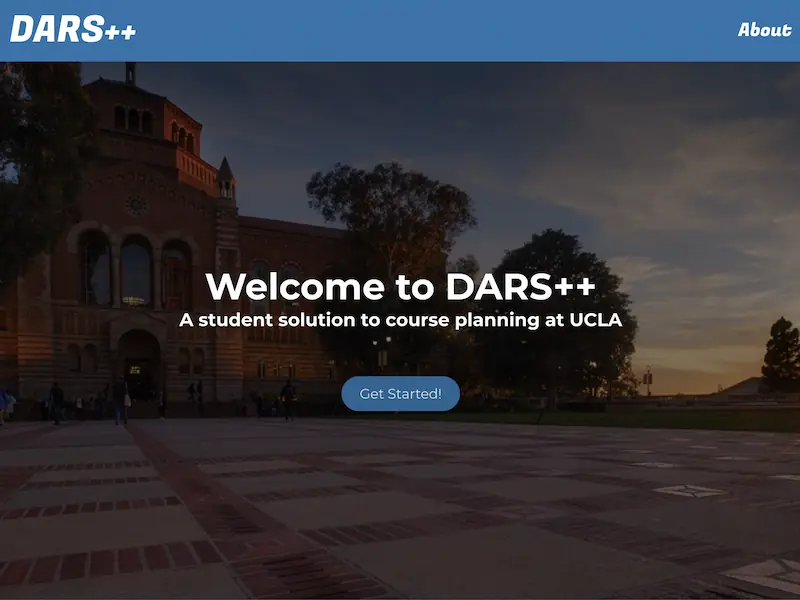 DARS++
About
Welcome to DARS++
A student solution to course planning at UCLA
Get Started!